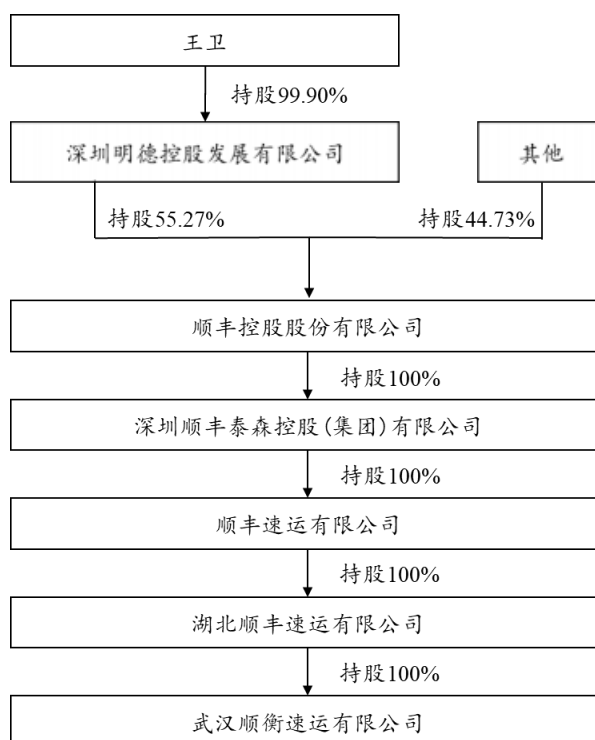 王卫
持股99.90%
深圳明德控股发展有限公司
其他
持股55.27%
持股44.73%
顺丰控股股份有限公司
持股100%
深圳顺丰泰森控股(集团)有限公司
持股100%
顺丰速运有限公司
持股100%
湖北顺丰速运有限公司
持股100%
武汉顺衡速运有限公司